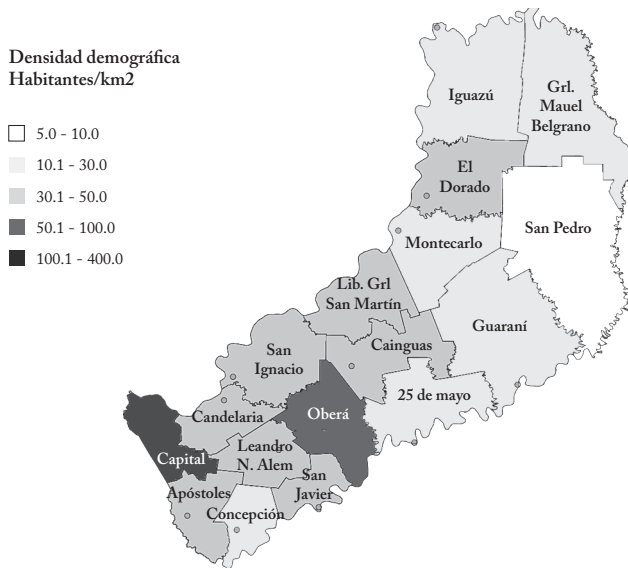 Densidad demográfica
Habitantes/km2
5.0 - 10.0
10.1 - 30.0
30.1 - 50.0
50.1 - 100.0
100.1 - 400.0
Iguazú
Grl.
Mauel
Belgrano
El
Dorado
San Pedro
Montecarlo
Lib. Grl
San Martín
Guaraní
Cainguas
San
Ignacio
25 de mayo
Candelaria
Oberá
Leandro
N. Alem
Capital
San
Javier
Apóstoles
Concepción